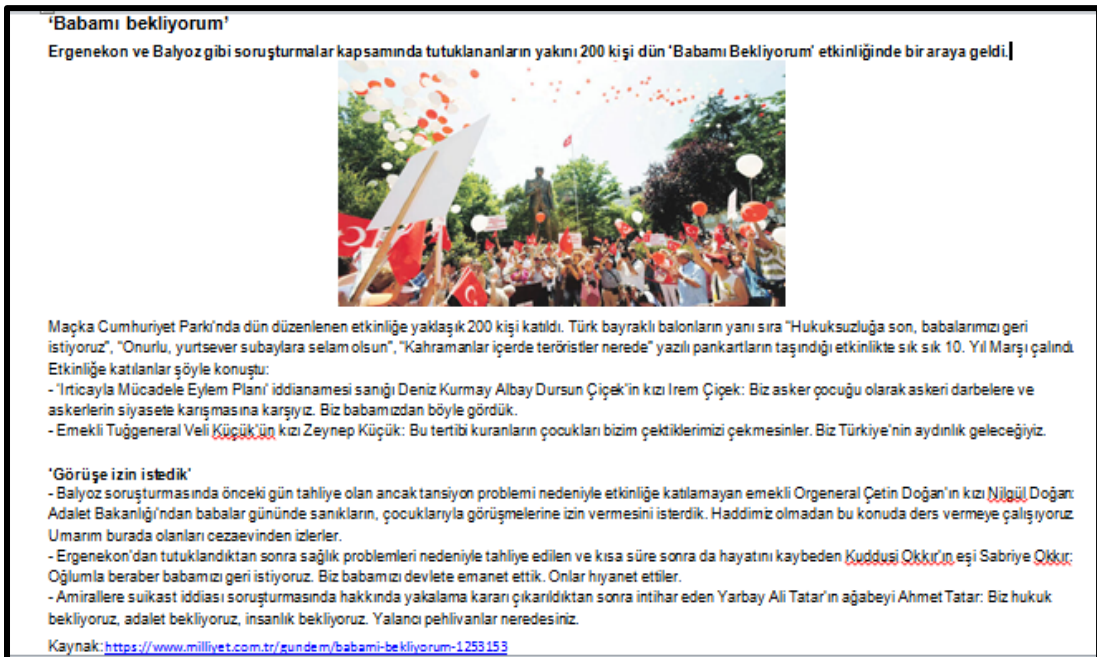 ‘Babamı bekliyorum’
Ergenekon ve Balyoz gibi soruşturmalar kapsamında tutuklananların yakını 200 kişi dün 'Babamı Bekliyorum' etkinliğinde bir araya geldi.
Maçka Cumhuriyet Parkı'nda dün düzenlenen etkinliğe yaklaşık 200 kişi katıldı. Türk bayraklı balonların yanı sıra “Hukuksuzluğa son, babalarımızı geri
istiyoruz”, “Onurlu, yurtsever subaylara selam olsun”, “Kahramanlar içerde teröristler nerede” yazılı pankartların taşındığı etkinlikte sık sık 10. Yıl Marşı çalındı.
Etkinliğe katılanlar şöyle konuştu:
- 'İrticayla Mücadele Eylem Planı' iddianamesi sanığı Deniz Kurmay Albay Dursun Çiçek'in kızı İrem Çiçek: Biz asker çocuğu olarak askeri darbelere ve
askerlerin siyasete karışmasına karşıyız. Biz babamızdan böyle gördük.
- Emekli Tuğgeneral Veli Küçük'ün kızı Zeynep Küçük: Bu tertibi kuranların çocukları bizim çektiklerimizi çekmesinler. Biz Türkiye'nin aydınlık geleceğiyiz.
‘Görüşe izin istedik’
- Balyoz soruşturmasında önceki gün tahliye olan ancak tansiyon problemi nedeniyle etkinliğe katılamayan emekli Orgeneral Çetin Doğan'ın kızı Nilgül Doğan:
Adalet Bakanlığı'ndan babalar gününde sanıkların, çocuklarıyla görüşmelerine izin vermesini isterdik. Haddimiz olmadan bu konuda ders vermeye çalışıyoruz.
Umarım burada olanları cezaevinden izlerler.
- Ergenekon'dan tutuklandıktan sonra sağlık problemleri nedeniyle tahliye edilen ve kısa süre sonra da hayatını kaybeden Kuddusi Okkır'ın eşi Sabriye Okkır:
Oğlumla beraber babamızı geri istiyoruz. Biz babamızı devlete emanet ettik. Onlar hıyanet ettiler.
- Amirallere suikast iddiası soruşturmasında hakkında yakalama kararı çıkarıldıktan sonra intihar eden Yarbay Ali Tatar'ın ağabeyi Ahmet Tatar: Biz hukuk
bekliyoruz, adalet bekliyoruz, insanlık bekliyoruz. Yalancı pehlivanlar neredesiniz.
Kaynak: https://www.milliyet.com.tr/gundem/babami-bekliyorum-1253153